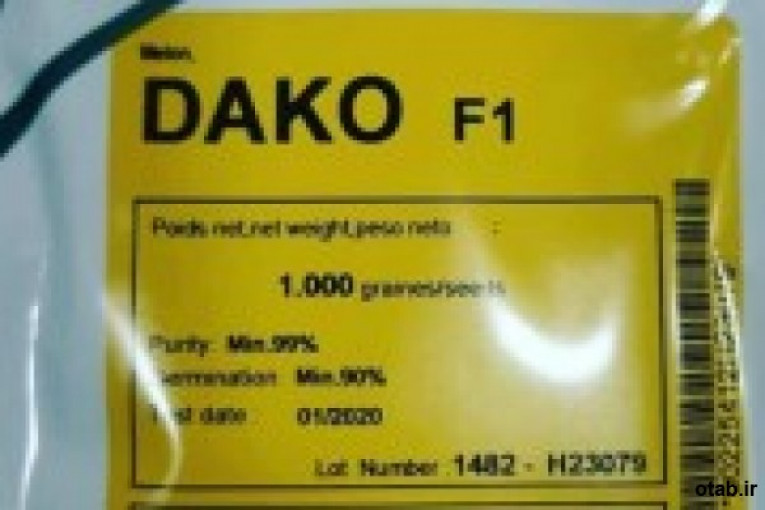 Melon,
DAKO F1
Poids net,net weight,peso neto :
1.000 graines/seeds
Purity: Min.99%
Germination Min.90%
Test date 01/2020
Lot Number 1482 - H23079
otab.ir